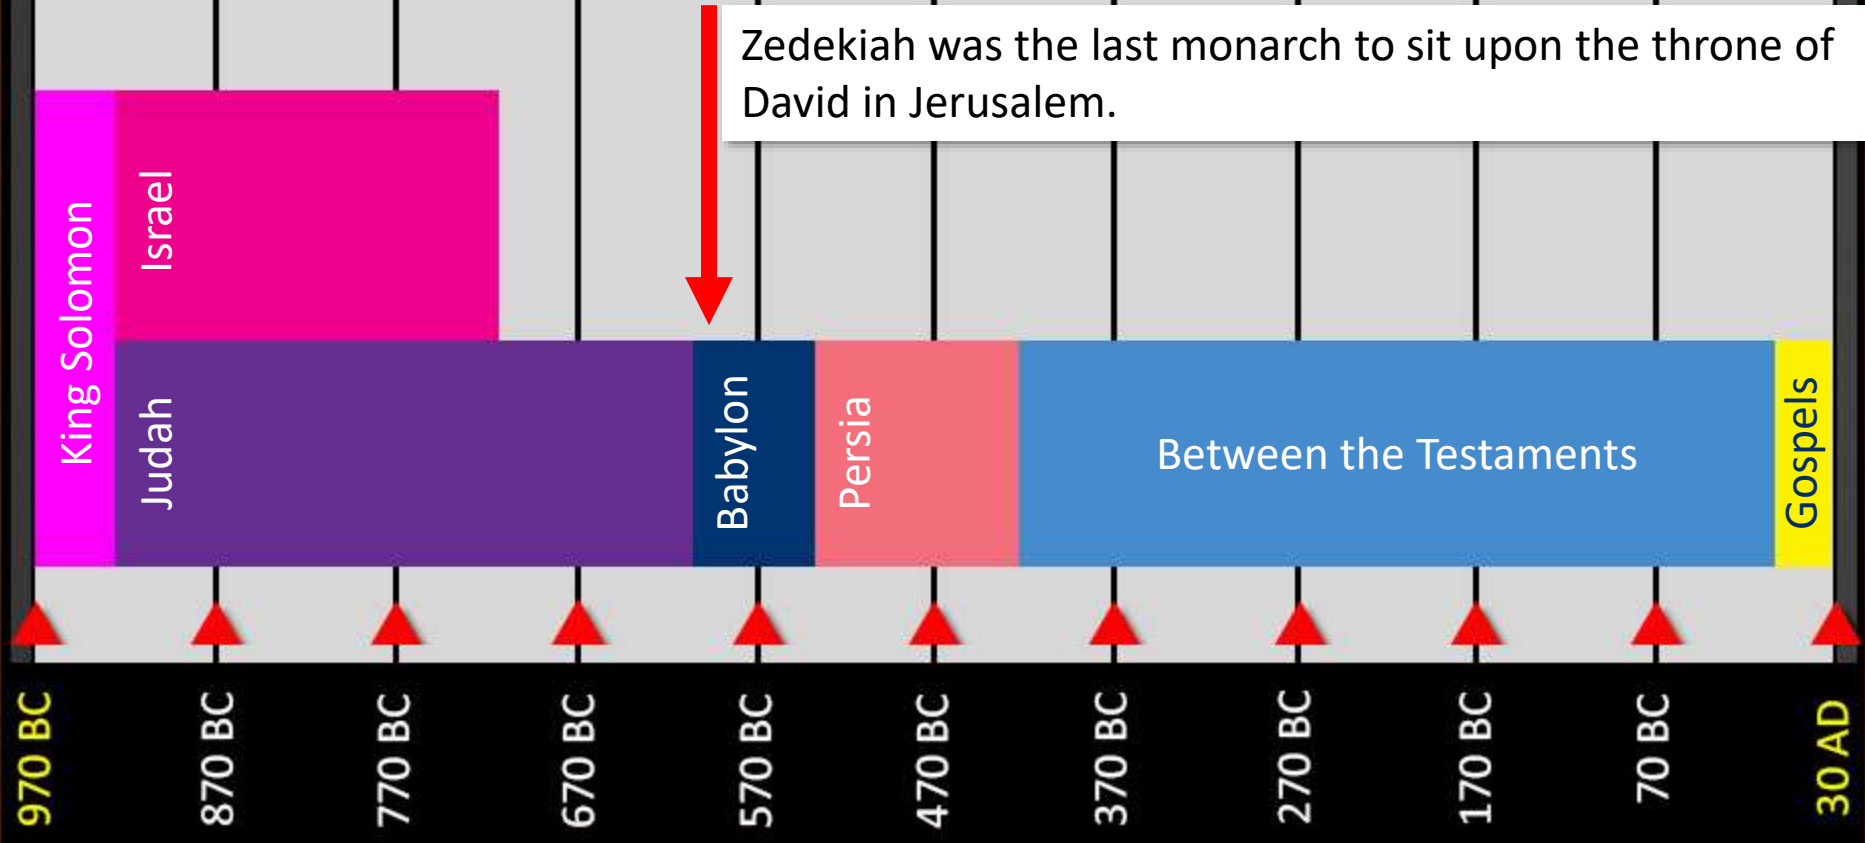 Zedekiah was the last monarch to sit upon the throne of
David in Jerusalem.
King Solomon
Israel
Judah
Babylon
Persia
Between the Testaments
Gospels
970 BC
870 BC
770 BC
670 BC
570 BC
470 BC
370 BC
270 BC
170 BC
70 BC
30 AD